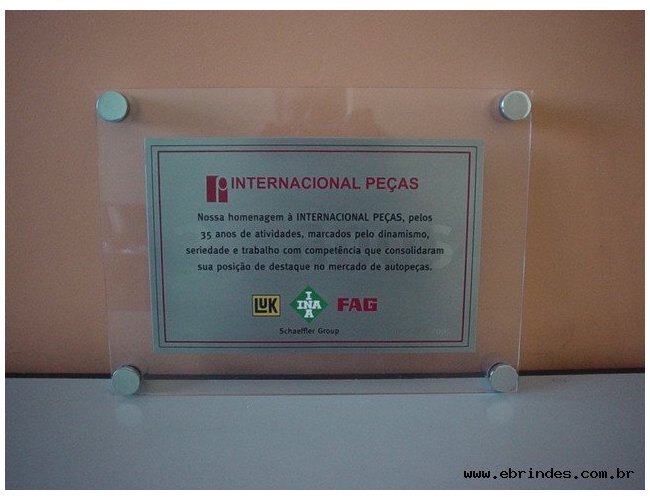 INTERNACIONAL PEÇAS
Nossa homenagem à INTERNACIONAL PEÇAS, pelos
35 anos de atividades, marcados pelo dinamismo,
seriedade e trabalho com competência que consolidaram
sua posição de destaque no mercado de autopeças.
LUK INA INA FAG
Schaeffler Group
www.ebrindes.com.br